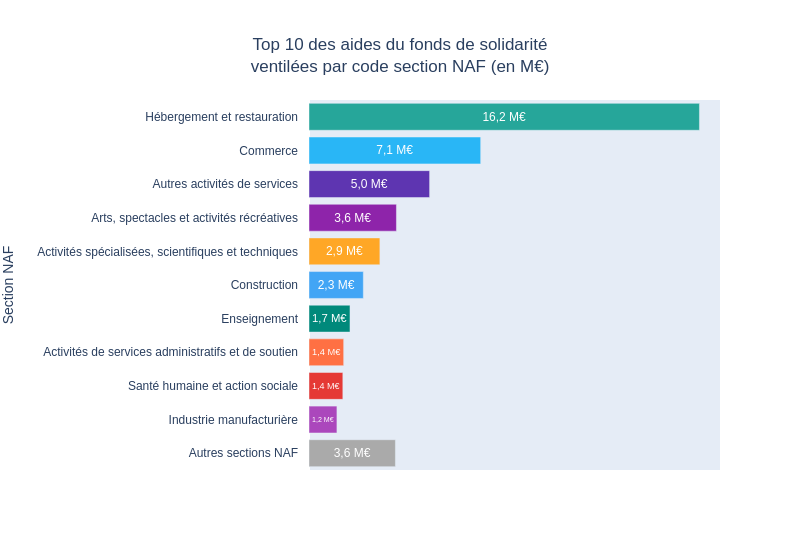 Top 10 des aides du fonds de solidarité
ventilées par code section NAF (en M€)
Section NAF
Hébergement et restauration 16,2 M€
Commerce 7,1 M€
Autres activités de services 5,0 M€
Arts, spectacles et activités récréatives 3,6 M€
Activités spécialisées, scientifiques et techniques 2,9 M€
Construction 2,3 M€
Enseignement 1,7 M€
Activités de services administratifs et de soutien 1,4 M€
Santé humaine et action sociale 1,4 M€
Industrie manufacturière 1,2 M€
Autres sections NAF 3,6 M€